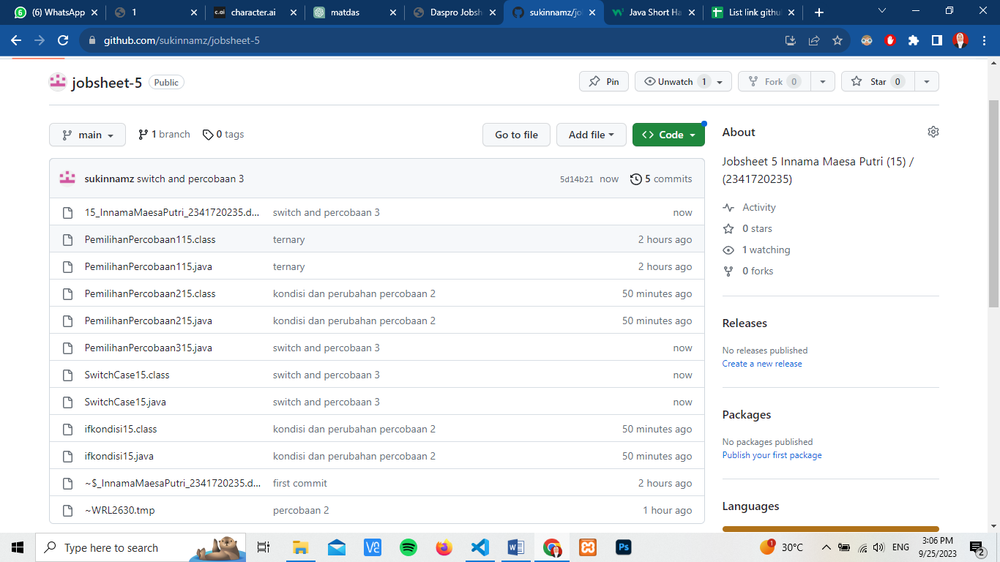 (6) WhatsApp
1
c.ai character.ai
matdas
Daspro Jobsh
sukinnamz/jo
Java Short Ha
List link githu
github.com/sukinnamz/jobsheet-5
jobsheet-5 Public
Pin
Unwatch 1
Fork 0
Star 0
main
1 branch
0 tags
Go to file
Add file
<> Code
sukinnamz switch and percobaan 3 5d14b21 now 5 commits
15_InnamaMaesaPutri_2341720235.d... switch and percobaan 3 now
PemilihanPercobaan115.class ternary 2 hours ago
PemilihanPercobaan115.java ternary 2 hours ago
PemilihanPercobaan215.class kondisi dan perubahan percobaan 2 50 minutes ago
PemilihanPercobaan215.java kondisi dan perubahan percobaan 2 50 minutes ago
PemilihanPercobaan315.java switch and percobaan 3 now
SwitchCase15.class switch and percobaan 3 now
SwitchCase15.java switch and percobaan 3 now
ifkondisi15.class kondisi dan perubahan percobaan 2 50 minutes ago
ifkondisi15.java kondisi dan perubahan percobaan 2 50 minutes ago
~$_InnamaMaesaPutri_2341720235.d... first commit 2 hours ago
~WRL2630.tmp percobaan 2 1 hour ago
About
Jobsheet 5 Innama Maesa Putri (15) /
(2341720235)
Activity
0 stars
1 watching
0 forks
Releases
No releases published
Create a new release
Packages
No packages published
Publish your first package
Languages
Type here to search
Ps
1
30°C
ENG
3:06 PM
9/25/2023
2